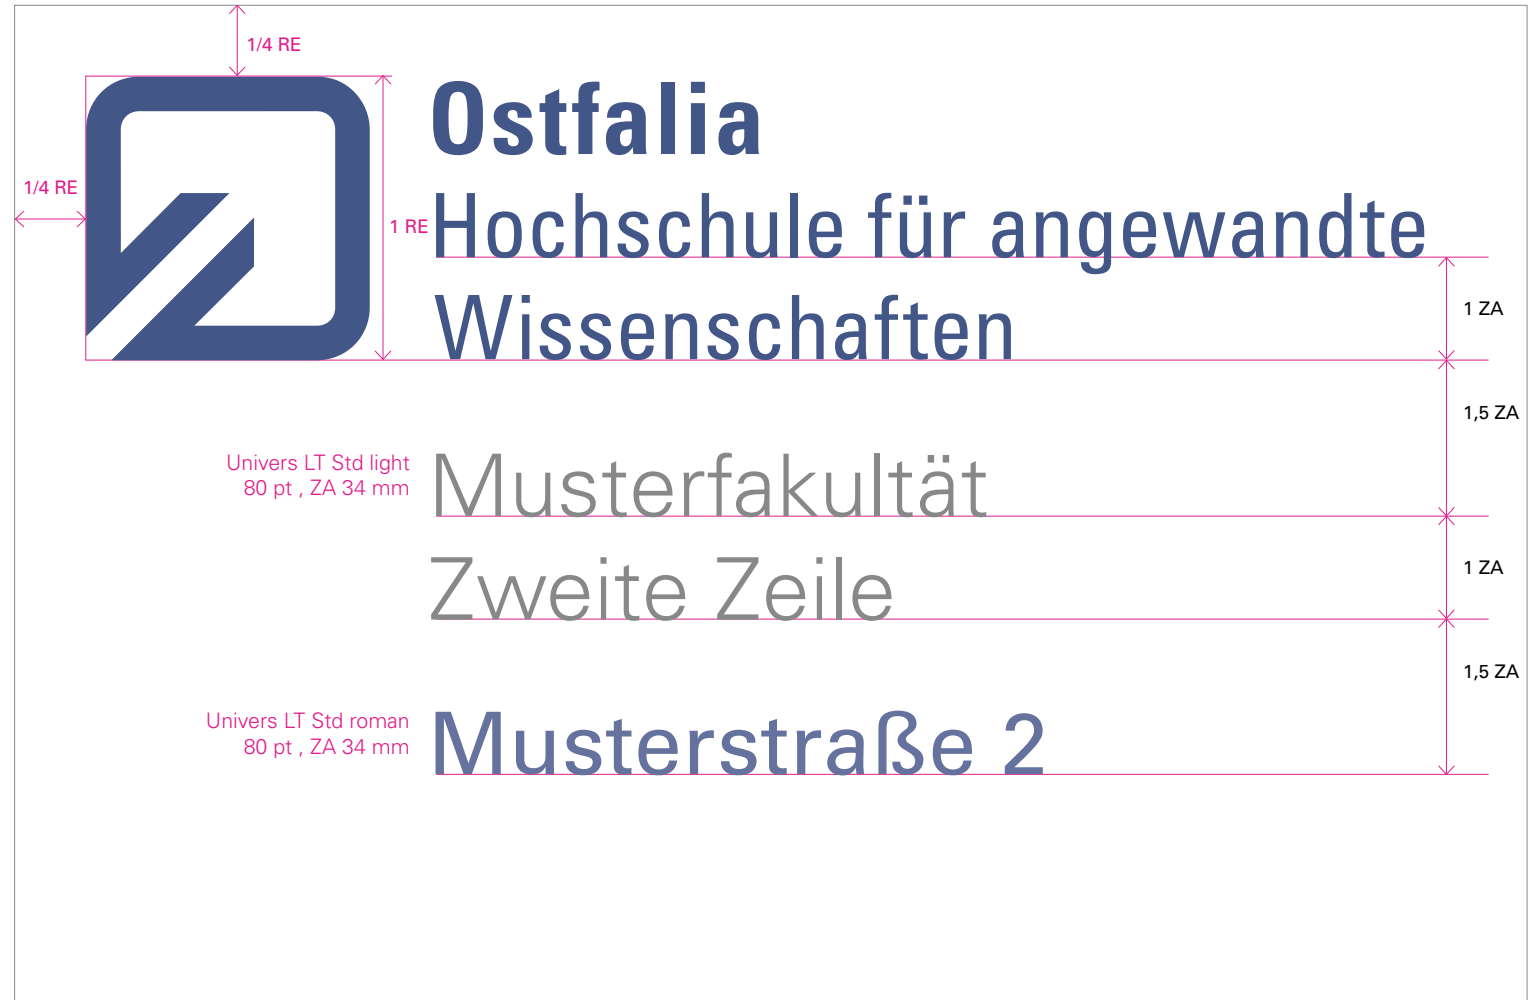 1/4 RE
Ostfalia
1/4 RE
1 RE
Hochschule für angewandte
1 ZA
Wissenschaften
1,5 ZA
Univers LT Std light
80 pt , ZA 34 mm
Musterfakultät
1 ZA
Zweite Zeile
1,5 ZA
Univers LT Std roman
80 pt , ZA 34 mm
Musterstraße 2